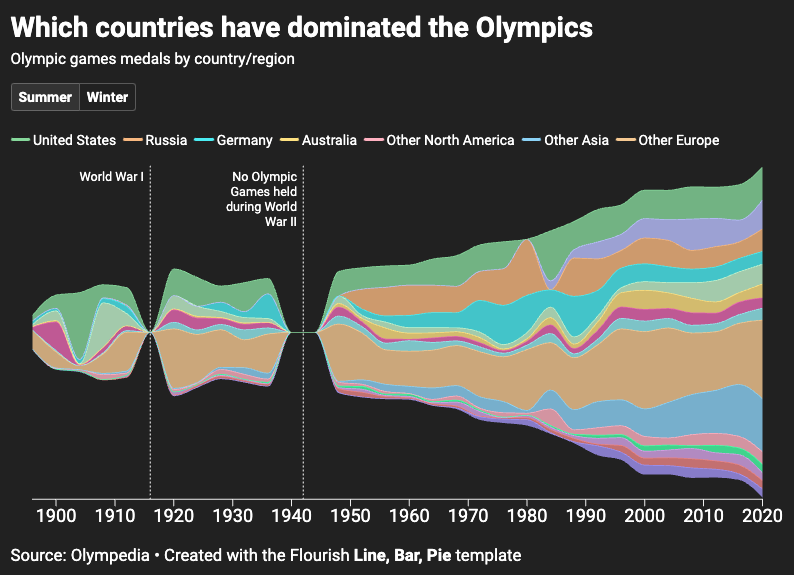 Which countries have dominated the Olympics
Olympic games medals by country/region
Summer Winter
United States Russia Germany Australia Other North America Other Asia Other Europe
World War I
No Olympic
Games held
during World
War II
1900 1910 1920 1930 1940 1950 1960 1970 1980 1990 2000 2010 2020
Source: Olympedia • Created with the Flourish Line, Bar, Pie template